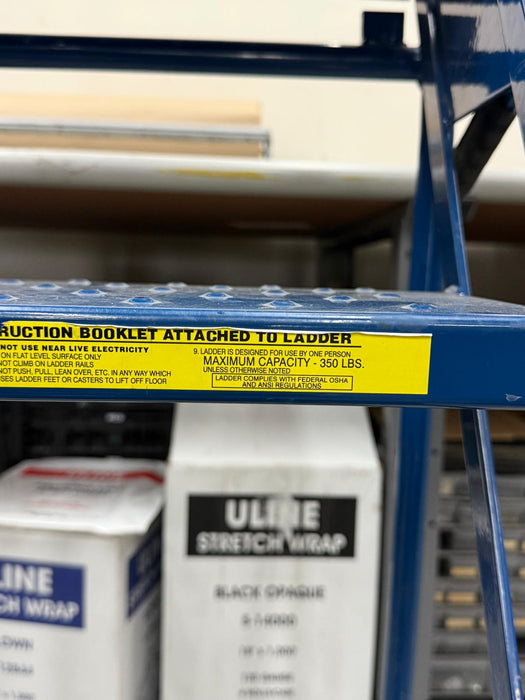 RUCTION BOOKLET ATTACHED TO LADDER
NOT USE NEAR LIVE ELECTRICITY
ON FLAT LEVEL SURFACE ONLY
NOT CLIMB ON LADDER RAILS
NOT PUSH, PULL, LEAN OVER, ETC. IN ANY WAY WHICH
SES LADDER FEET OR CASTERS TO LIFT OFF FLOOR
9. LADDER IS DESIGNED FOR USE BY ONE PERSON
MAXIMUM CAPACITY - 350 LBS.
UNLESS OTHERWISE NOTED
LADDER COMPLIES WITH FEDERAL OSHA
AND ANSI REGULATIONS
ULINE
STRETCH WRAP
BLACK OPAQUE
LINE
CH WRAP